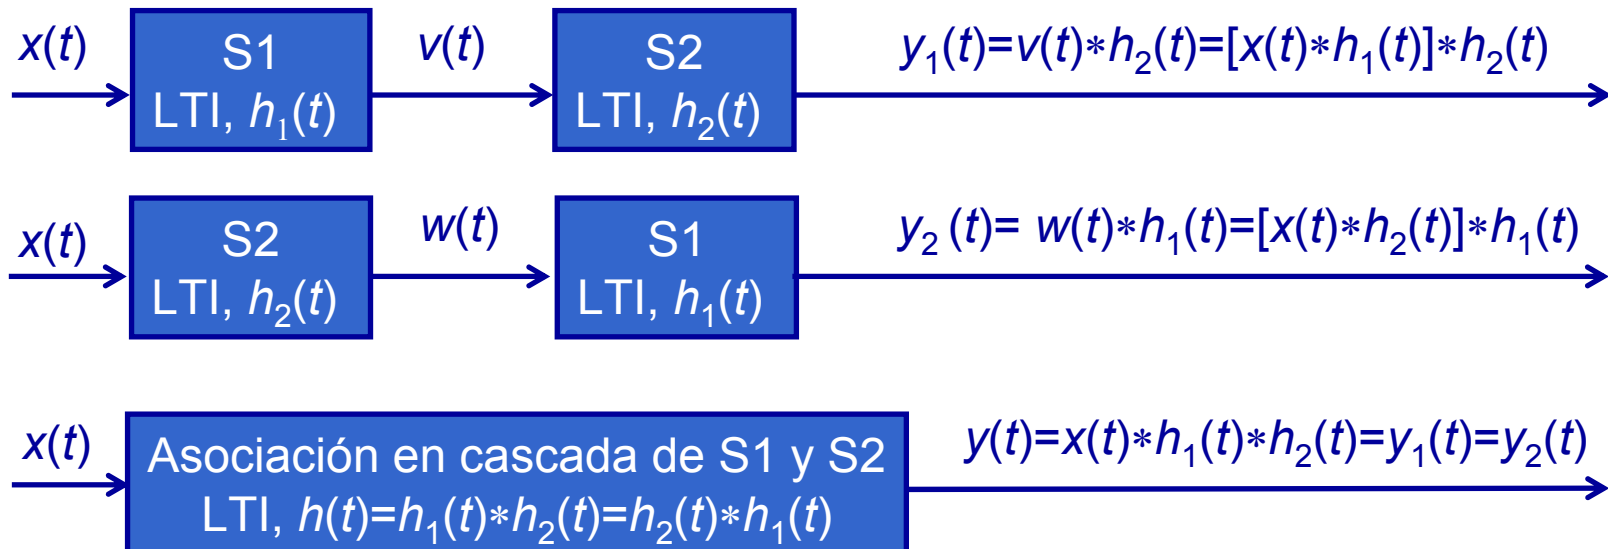 x(t)
S1
LTI, h₁(t)
v(t)
S2
LTI, h₂(t)
y₁(t)=v(t)*h₂(t)=[x(t)*h₁(t)]*h₂(t)
x(t)
S2
LTI, h₂(t)
w(t)
S1
LTI, h₁(t)
y₂ (t)= w(t)*h₁(t)=[x(t)*h₂(t)]*h₁(t)
x(t)
Asociación en cascada de S1 y S2
LTI, h(t)=h₁(t)*h₂(t)=h₂(t)*h₁(t)
y(t)=x(t)*h₁(t)*h₂(t)=y₁(t)=y₂(t)